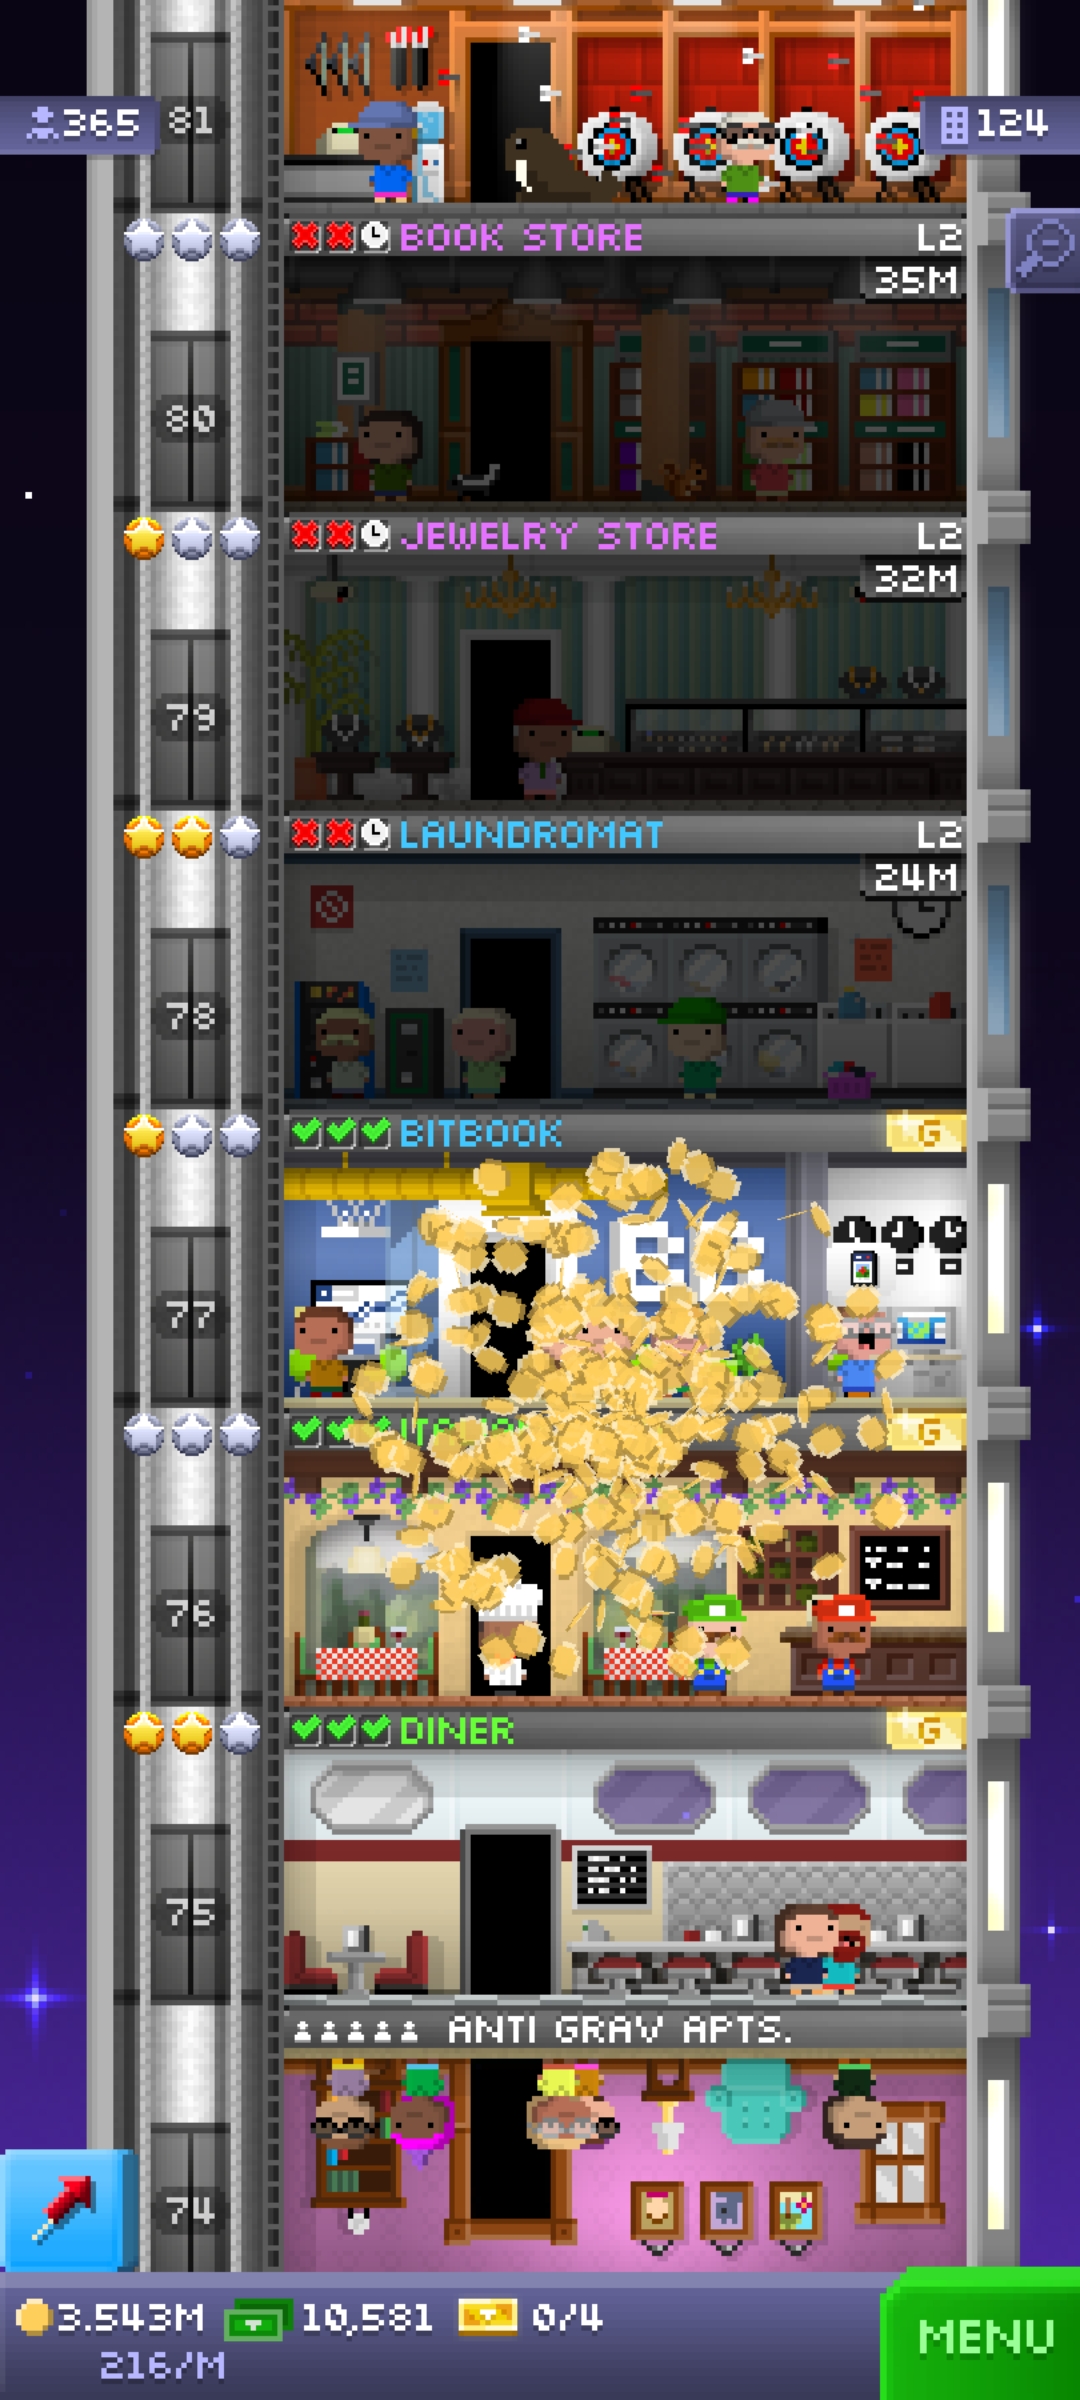 365
81
124
BOOK STORE
L2
35M
80
JEWELRY STORE
L2
32M
79
LAUNDROMAT
L2
24M
78
BITBOOK
G
77
G
76
DINER
G
75
ANTI GRAV APTS.
74
3.543M
10,581
0/4
MENU
216/M